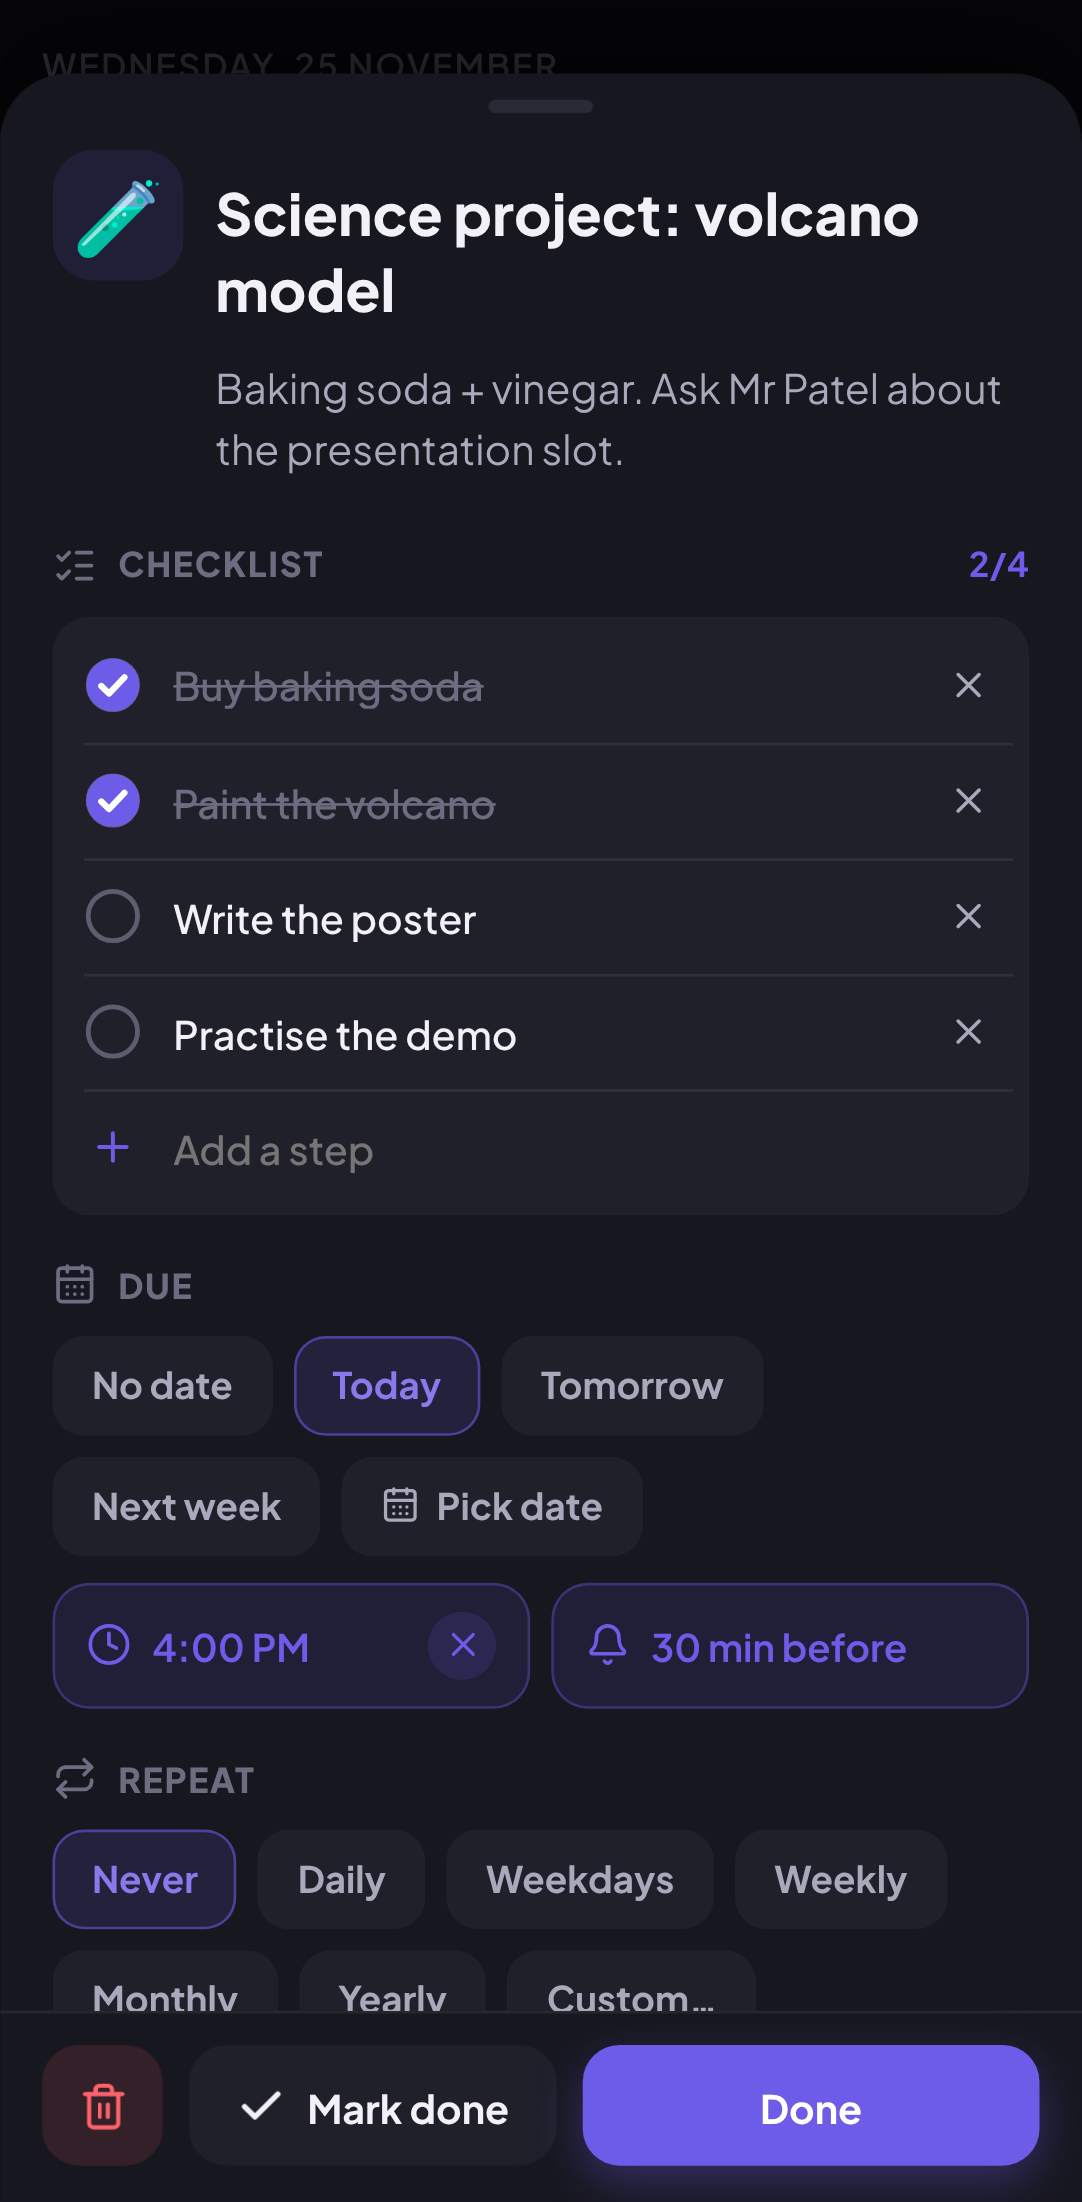 WEDNESDAY, 25 NOVEMBER
Science project: volcano
model
Baking soda + vinegar. Ask Mr Patel about
the presentation slot.
CHECKLIST 2/4
Buy baking soda
Paint the volcano
Write the poster
Practise the demo
Add a step
DUE
No date Today Tomorrow
Next week Pick date
4:00 PM 30 min before
REPEAT
Never Daily Weekdays Weekly
Monthly Yearly Custom...
Mark done Done